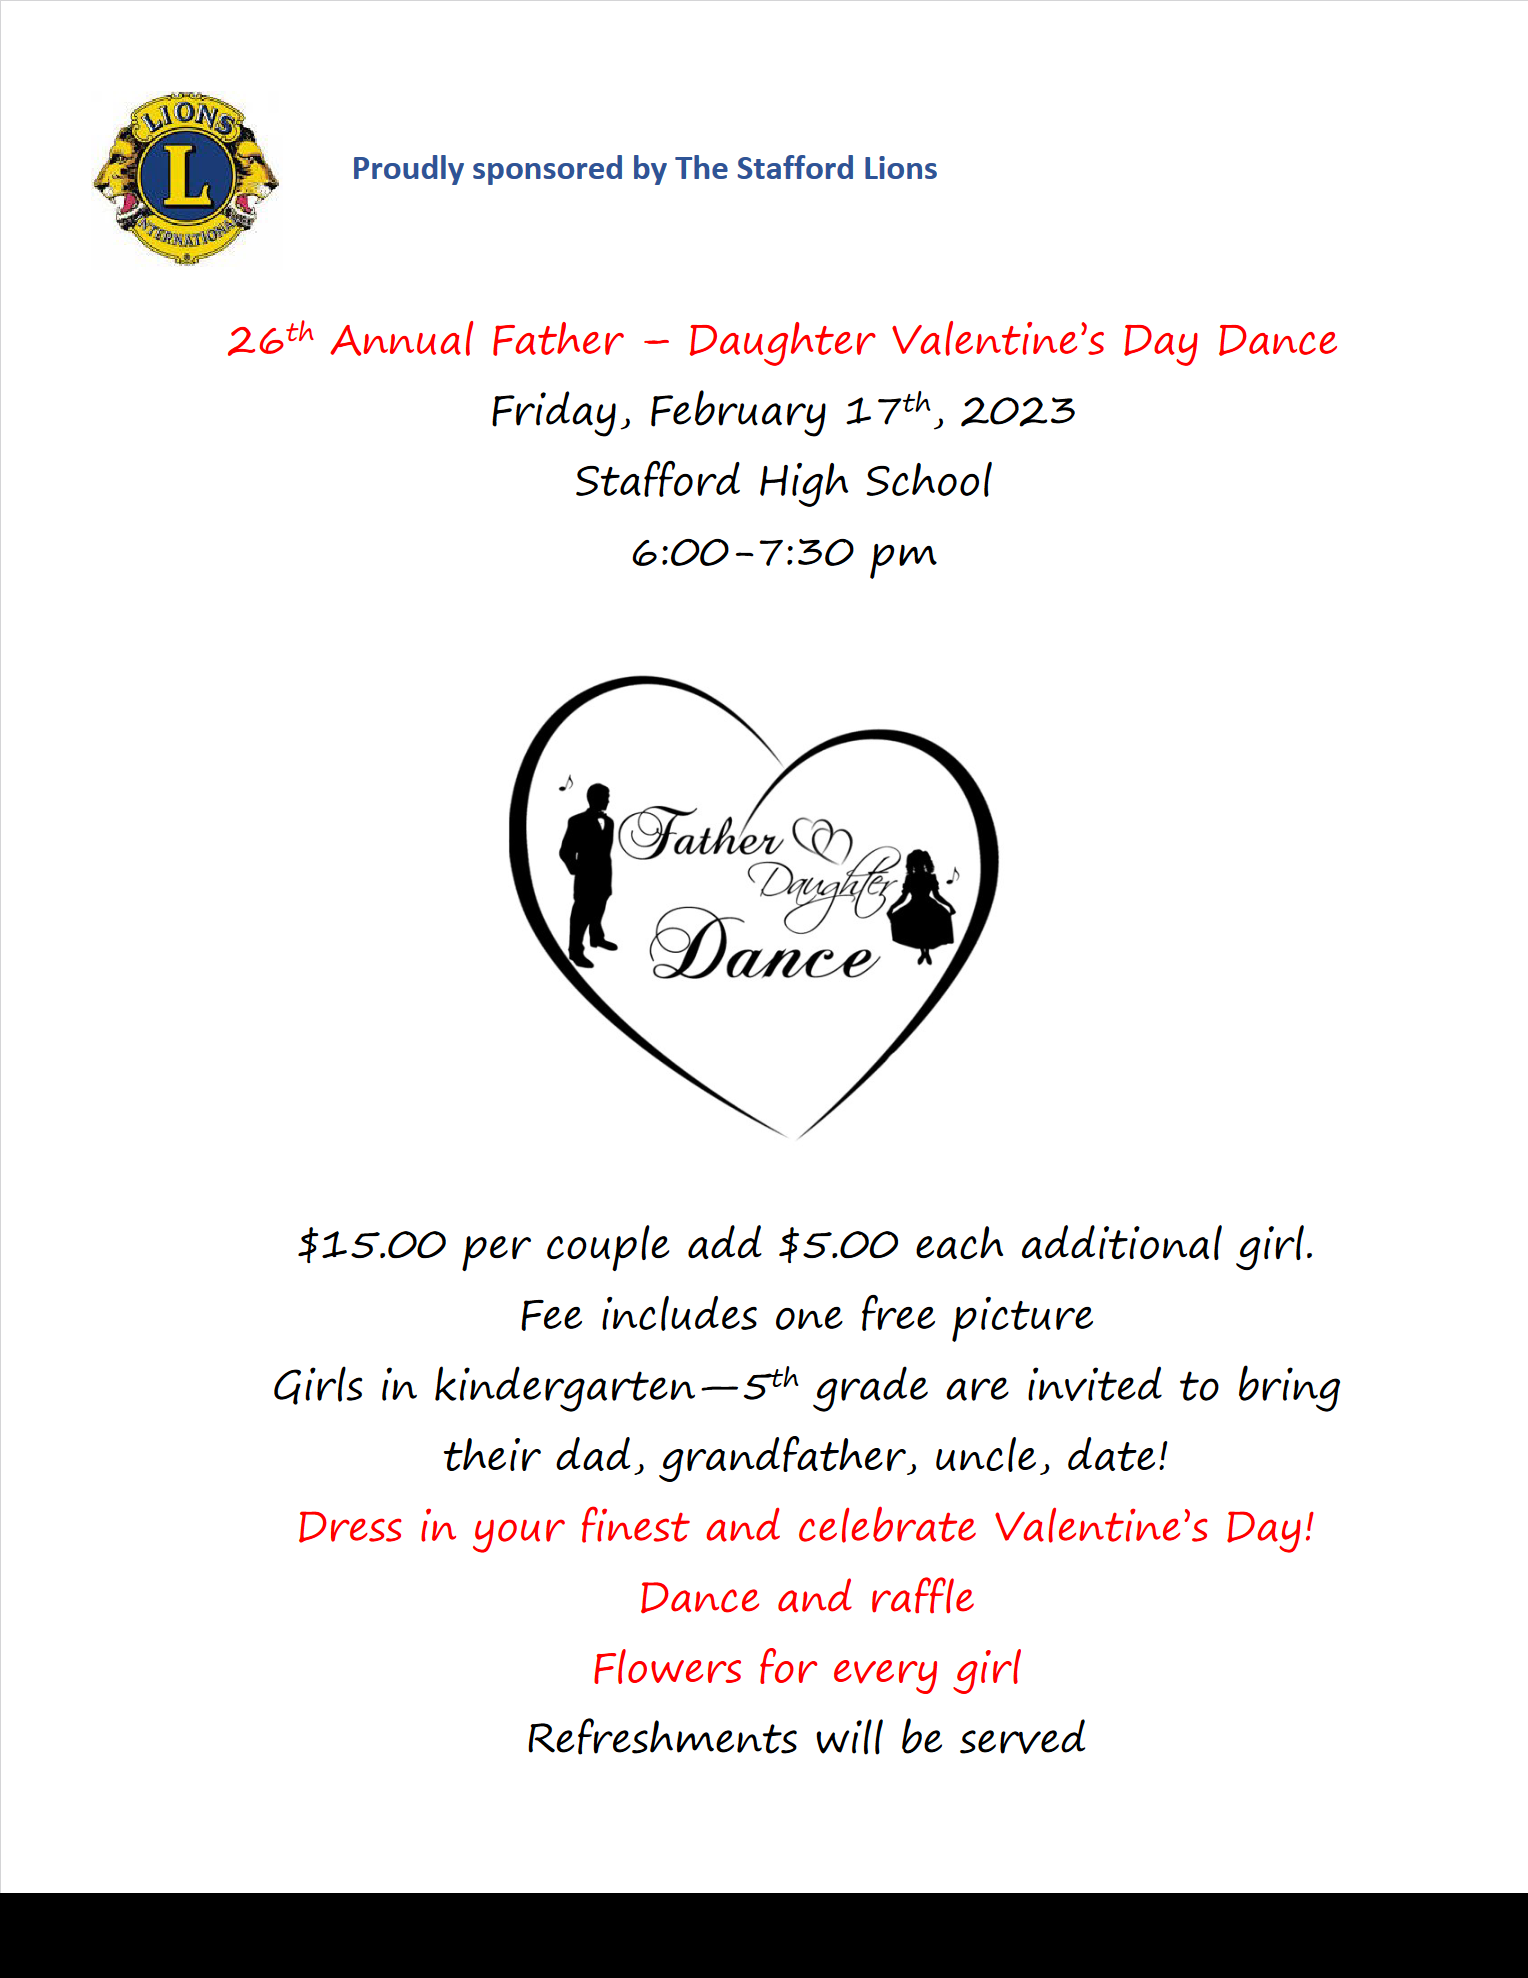 LIONS
L
INTERNATIONAL
Proudly sponsored by The Stafford Lions
26th Annual Father – Daughter Valentine’s Day Dance
Friday, February 17th, 2023
Stafford High School
6:00-7:30 pm
Father
Daughter
Dance
$15.00 per couple add $5.00 each additional girl.
Fee includes one free picture
Girls in kindergarten—5th grade are invited to bring
their dad, grandfather, uncle, date!
Dress in your finest and celebrate Valentine’s Day!
Dance and raffle
Flowers for every girl
Refreshments will be served